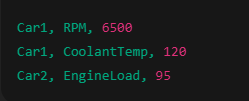 Car1, RPM, 6500
Car1, CoolantTemp, 120
Car2, EngineLoad, 95